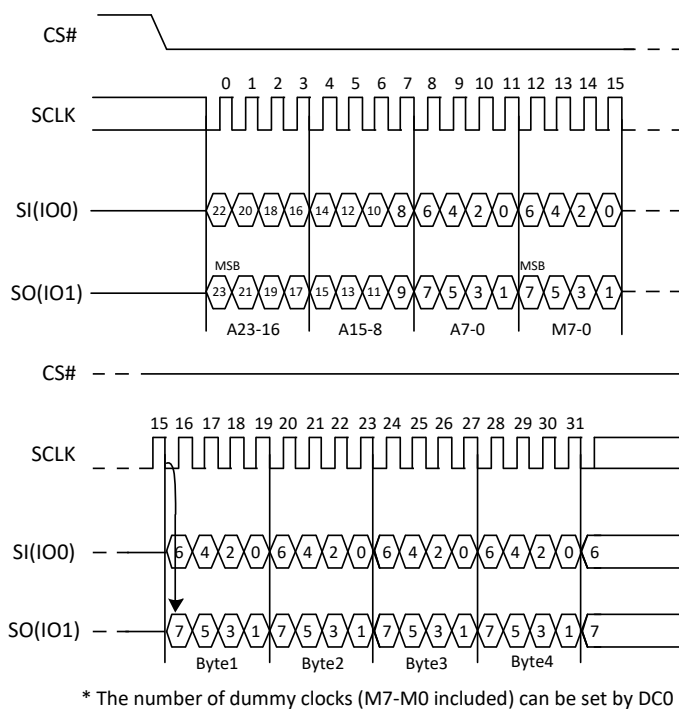 CS#
0 1 2 3 4 5 6 7 8 9 10 11 12 13 14 15
SCLK
SI(IO0) 22 20 18 16 14 12 10 8 6 4 2 0 6 4 2 0
MSB MSB
SO(IO1) 23 21 19 17 15 13 11 9 7 5 3 1 7 5 3 1
A23-16 A15-8 A7-0 M7-0
CS#
15 16 17 18 19 20 21 22 23 24 25 26 27 28 29 30 31
SCLK
SI(IO0) 6 4 2 0 6 4 2 0 6 4 2 0 6 4 2 0 6
SO(IO1) 7 5 3 1 7 5 3 1 7 5 3 1 7 5 3 1 7
Byte1 Byte2 Byte3 Byte4
* The number of dummy clocks (M7-M0 included) can be set by DC0